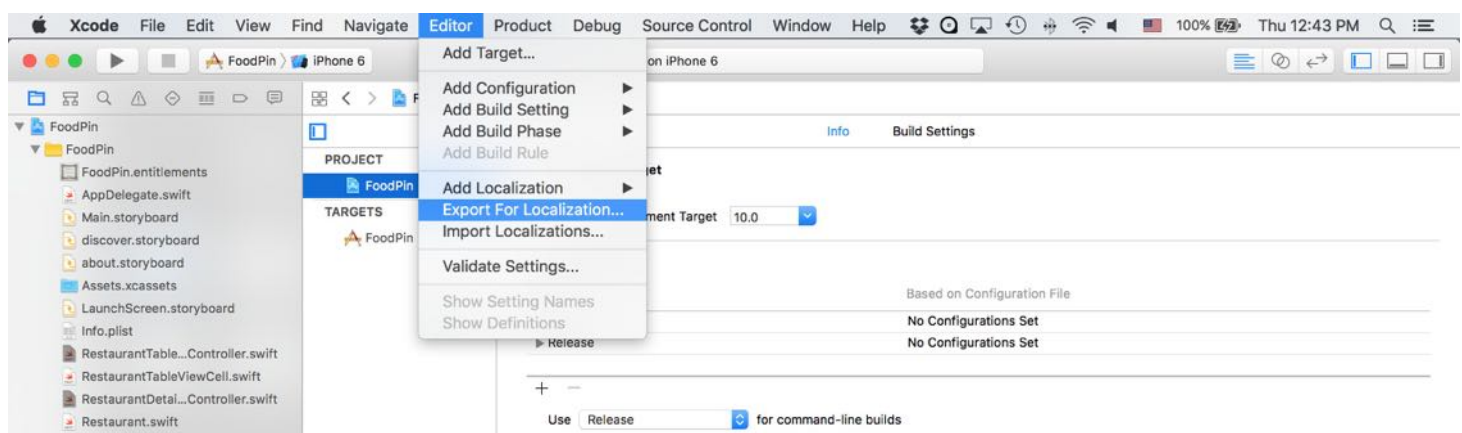 Xcode File Edit View Find Navigate Editor Product Debug Source Control Window Help 100% Thu 12:43 PM
FoodPin iPhone 6
on iPhone 6
Add Target...
Add Configuration
Add Build Setting
Add Build Phase
Add Build Rule
Add Localization
Export For Localization...
Import Localizations...
Validate Settings...
Show Setting Names
Show Definitions
FoodPin
FoodPin
FoodPin.entitlements
AppDelegate.swift
Main.storyboard
discover.storyboard
about.storyboard
Assets.xcassets
LaunchScreen.storyboard
Info.plist
RestaurantTable...Controller.swift
RestaurantTableViewCell.swift
RestaurantDetai...Controller.swift
Restaurant.swift
PROJECT
FoodPin
TARGETS
FoodPin
Info Build Settings
ment Target 10.0
Based on Configuration File
No Configurations Set
Release No Configurations Set
Use Release for command-line builds